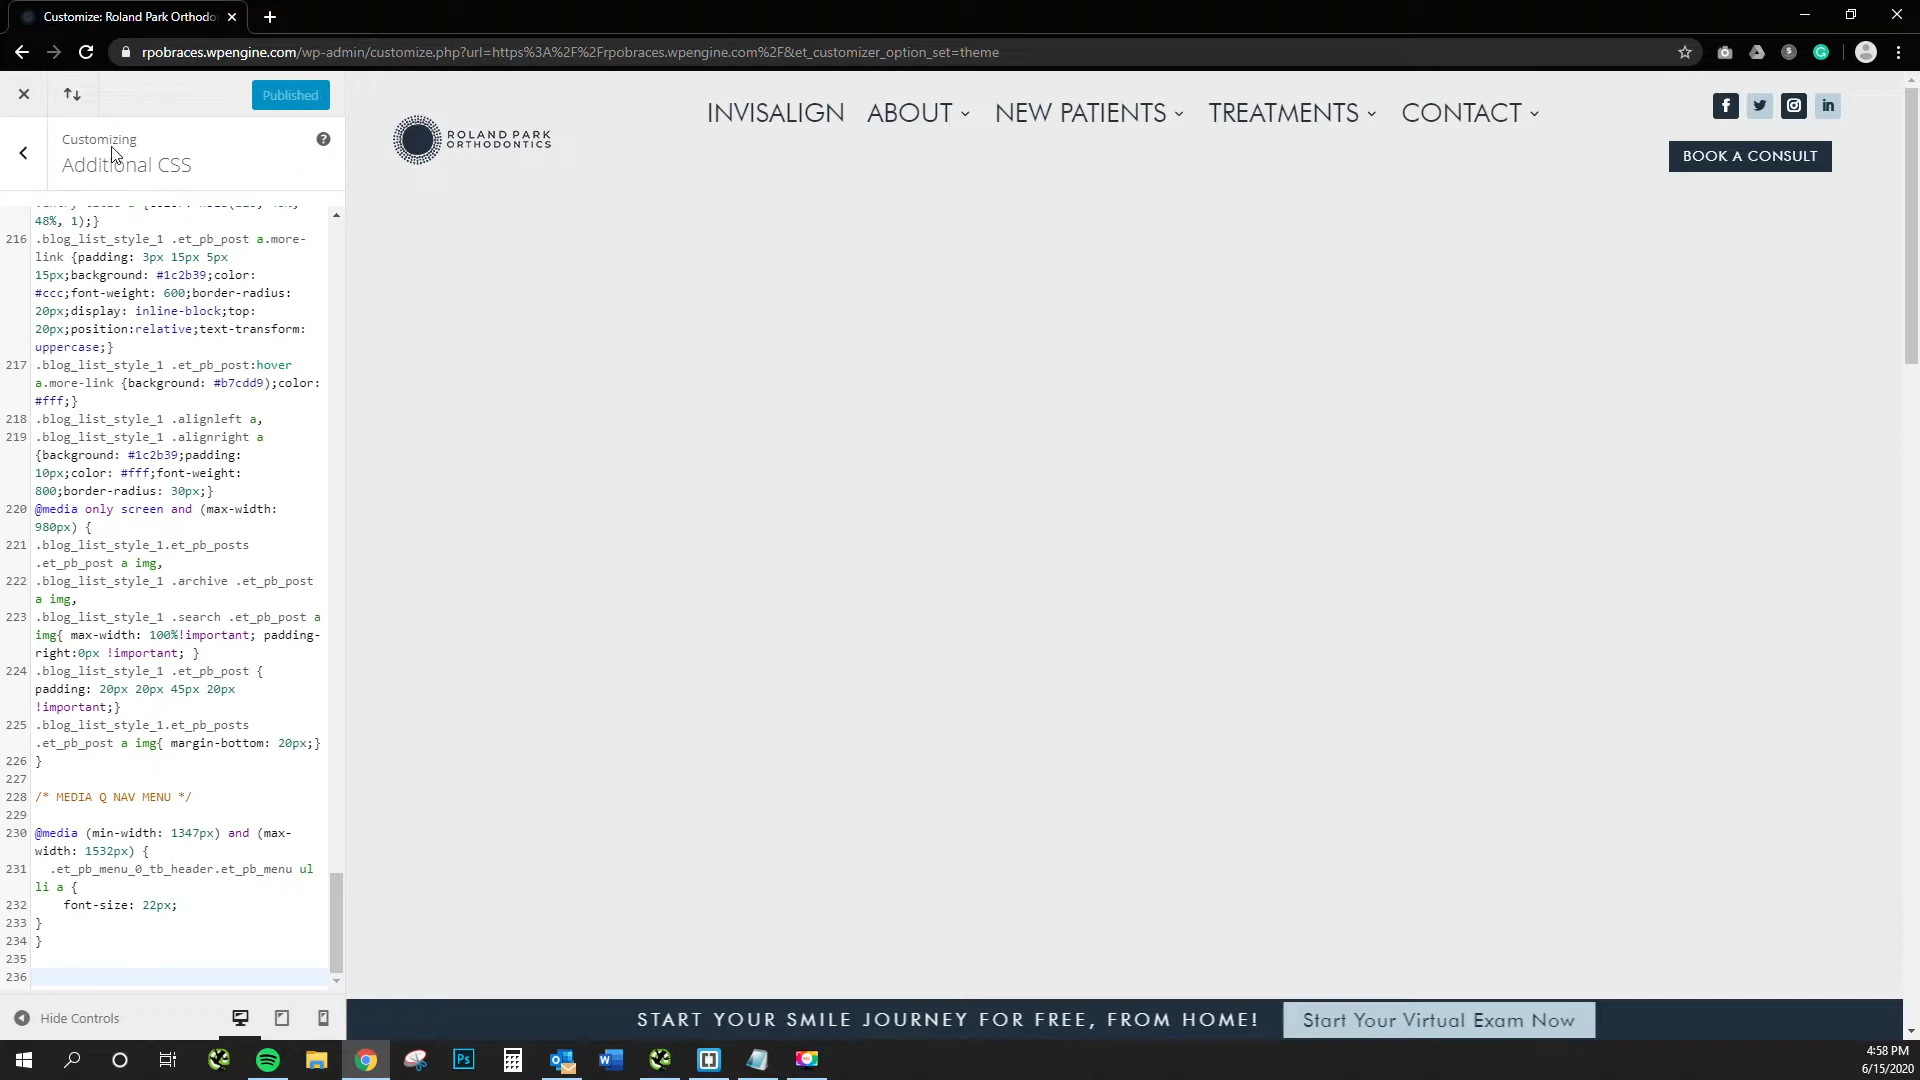 Customize: Roland Park Orthodo
rpobraces.wpengine.com/wp-admin/customize.php?url=https%3A%2F%2Frpobraces.wpengine.com%2F&et_customizer_option_set=theme
Published
Customizing
Additional CSS
48%, 1);}
216 .blog_list_style_1 .et_pb_post a.more-
link {padding: 3px 15px 5px
15px;background: #1c2b39;color:
#ccc;font-weight: 600;border-radius:
20px;display: inline-block;top:
20px;position:relative;text-transform:
uppercase;}
217 .blog_list_style_1 .et_pb_post:hover
a.more-link {background: #b7cdd9);color:
#fff;}
218 .blog_list_style_1 .alignleft a,
219 .blog_list_style_1 .alignright a
{background: #1c2b39;padding:
10px;color: #fff;font-weight:
800;border-radius: 30px;}
220 @media only screen and (max-width:
980px) {
221 .blog_list_style_1.et_pb_posts
.et_pb_post a img,
222 .blog_list_style_1 .archive .et_pb_post
a img,
223 .blog_list_style_1 .search .et_pb_post a
img{ max-width: 100%!important; padding-
right:0px !important; }
224 .blog_list_style_1 .et_pb_post {
padding: 20px 20px 45px 20px
!important;}
225 .blog_list_style_1.et_pb_posts
.et_pb_post a img{ margin-bottom: 20px;}
226 }
227
228 /* MEDIA Q NAV MENU */
229
230 @media (min-width: 1347px) and (max-
width: 1532px) {
231 .et_pb_menu_0_tb_header.et_pb_menu ul
li a {
232 font-size: 22px;
233 }
234 }
235
236
Hide Controls
ROLAND PARK
ORTHODONTICS
INVISALIGN ABOUT NEW PATIENTS TREATMENTS CONTACT
BOOK A CONSULT
START YOUR SMILE JOURNEY FOR FREE, FROM HOME!
Start Your Virtual Exam Now
4:58 PM
6/15/2020